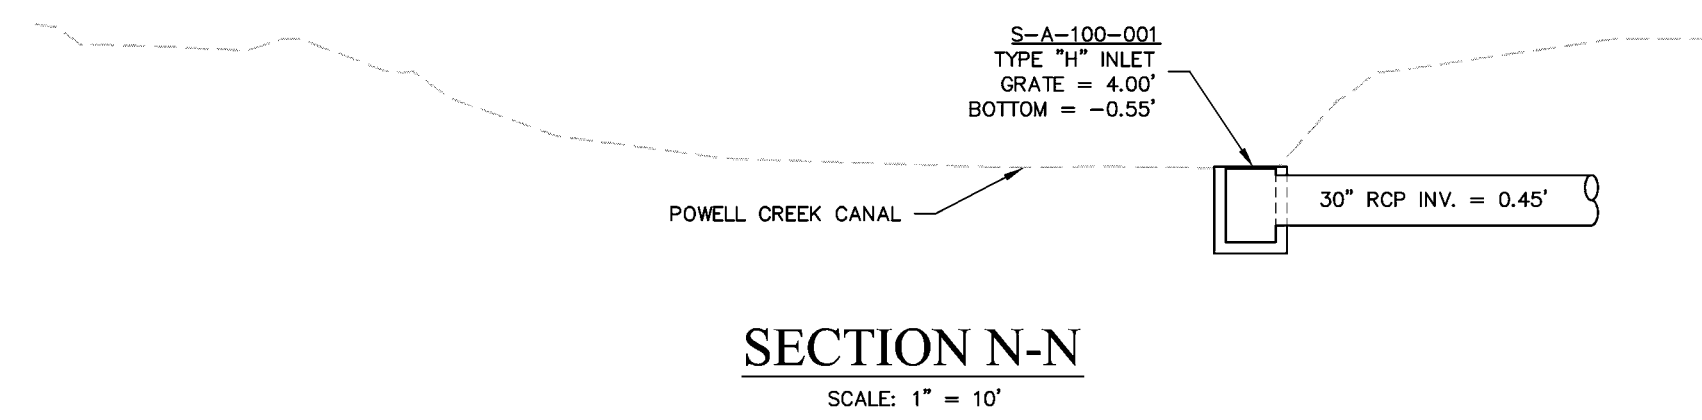 S-A-100-001
TYPE "H" INLET
GRATE = 4.00'
BOTTOM = -0.55'
30" RCP INV. = 0.45'
POWELL CREEK CANAL
SECTION N-N
SCALE: 1" = 10'